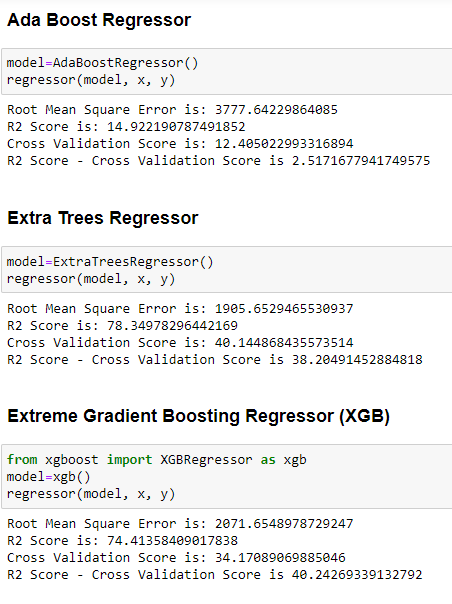 Ada Boost Regressor
model=AdaBoostRegressor()
regressor(model, x, y)
Root Mean Square Error is: 3777.64229864085
R2 Score is: 14.922190787491852
Cross Validation Score is: 12.405022993316894
R2 Score - Cross Validation Score is 2.5171677941749575
Extra Trees Regressor
model=ExtraTreesRegressor()
regressor(model, x, y)
Root Mean Square Error is: 1905.6529465530937
R2 Score is: 78.34978296442169
Cross Validation Score is: 40.144868435573514
R2 Score - Cross Validation Score is 38.20491452884818
Extreme Gradient Boosting Regressor (XGB)
from xgboost import XGBRegressor as xgb
model=xgb()
regressor(model, x, y)
Root Mean Square Error is: 2071.6548978729247
R2 Score is: 74.41358409017838
Cross Validation Score is: 34.17089069885046
R2 Score - Cross Validation Score is 40.24269339132792